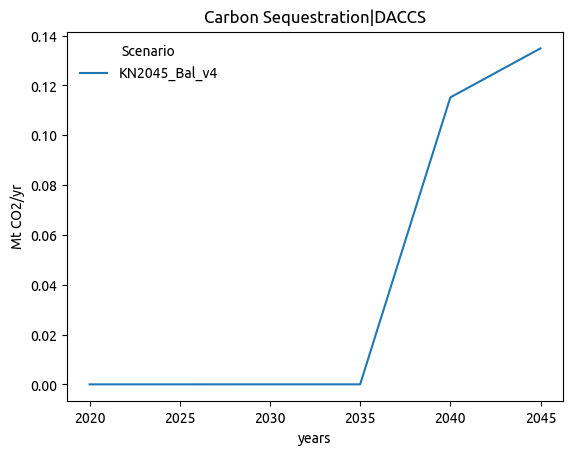 Carbon Sequestration|DACCS
Scenario
KN2045_Bal_v4
Mt CO2/yr
0.14
0.12
0.10
0.08
0.06
0.04
0.02
0.00
2020 2025 2030 2035 2040 2045
years